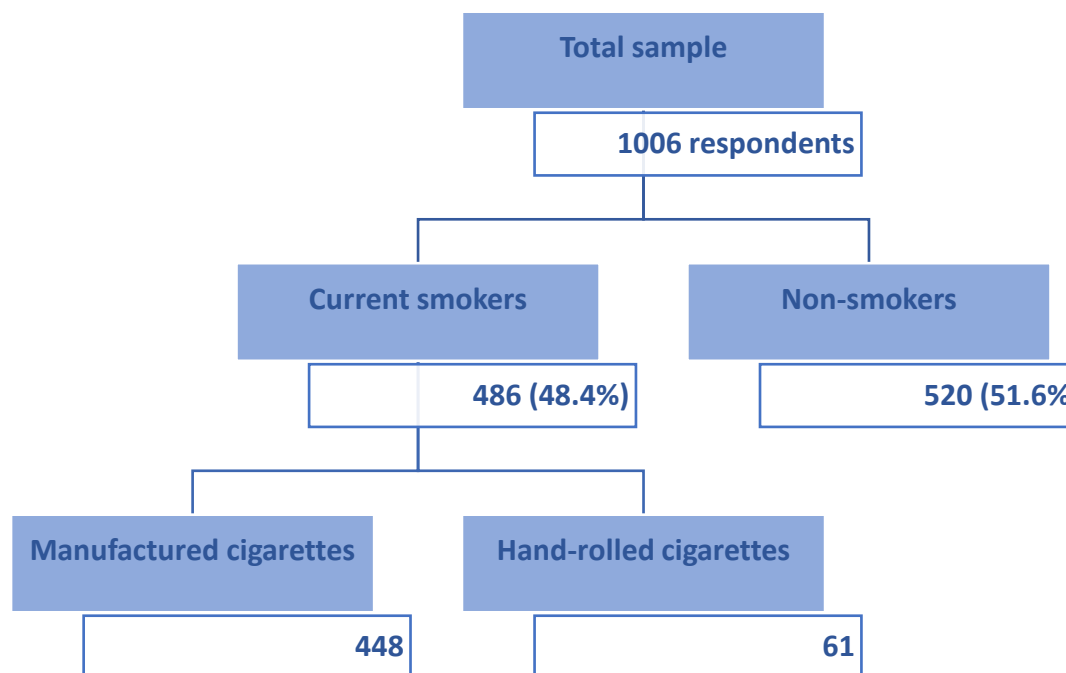 Total sample
1006 respondents
Current smokers
Non-smokers
486 (48.4%)
520 (51.6%
Manufactured cigarettes
Hand-rolled cigarettes
448
61